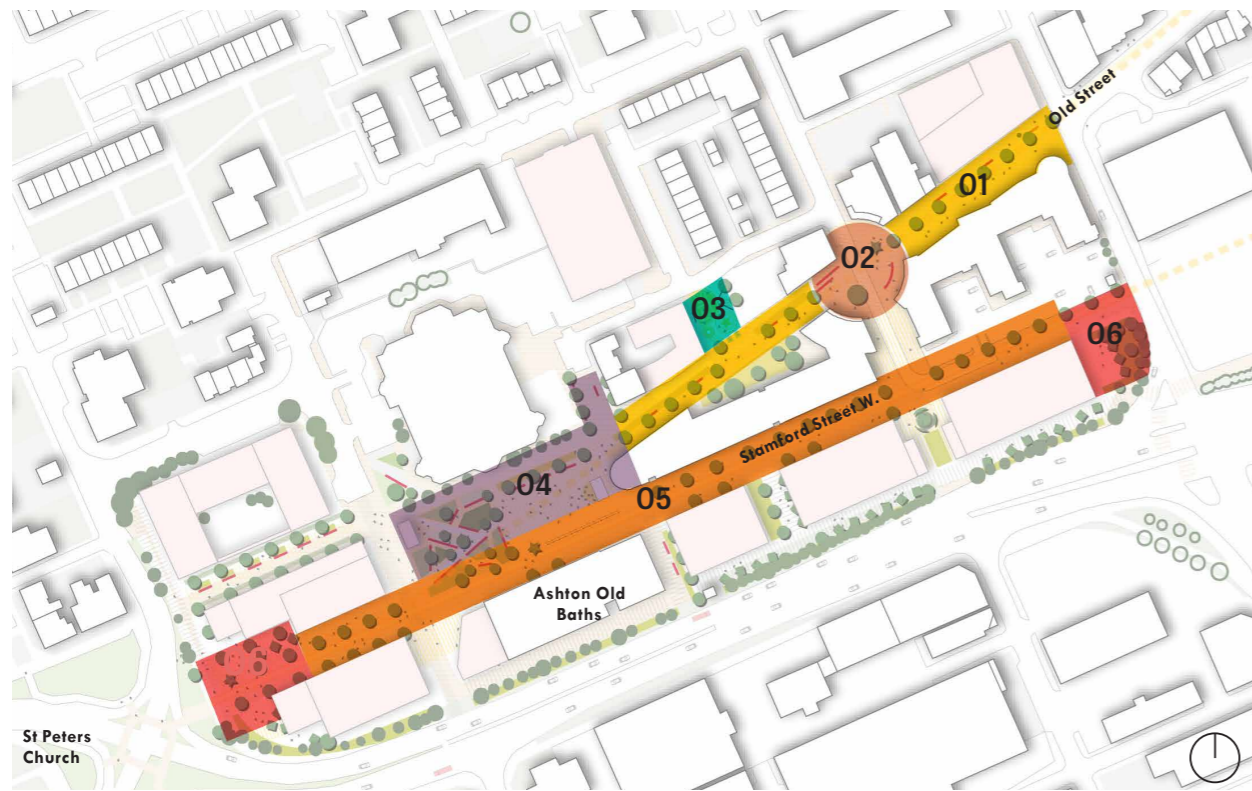 Old Street
01
02
03
06
Stamford Street W.
04
05
Ashton Old
Baths
St Peters
Church